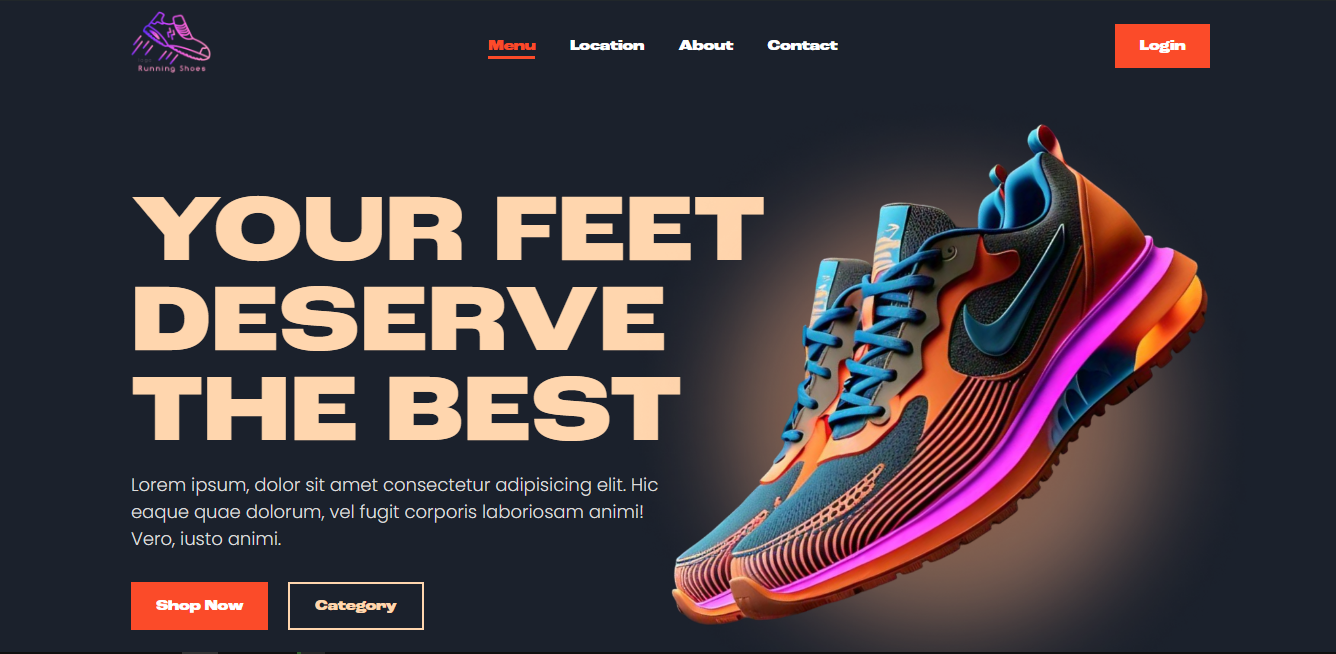 Running Shoes
Menu
Location
About
Contact
Login
YOUR FEET
DESERVE
THE BEST
Lorem ipsum, dolor sit amet consectetur adipisicing elit. Hic
eaque quae dolorum, vel fugit corporis laboriosam animi!
Vero, iusto animi.
Shop Now
Category